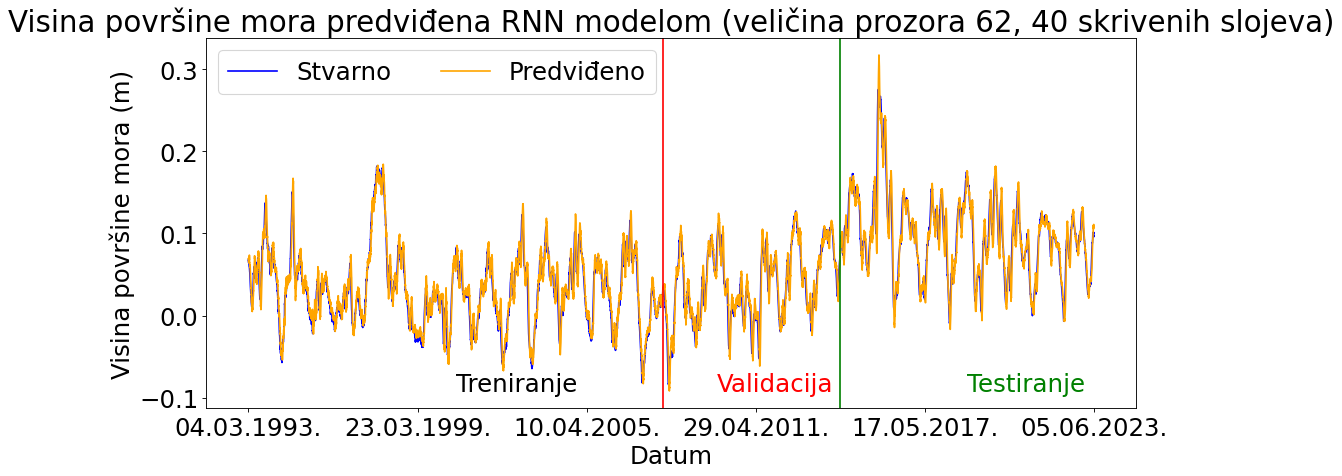 Visina površine mora predviđena RNN modelom (veličina prozora 62, 40 skrivenih slojeva)
Stvarno Predviđeno
Visina površine mora (m)
0.3
0.2
0.1
0.0
−0.1
Treniranje Validacija Testiranje
04.03.1993. 23.03.1999. 10.04.2005. 29.04.2011. 17.05.2017. 05.06.2023.
Datum